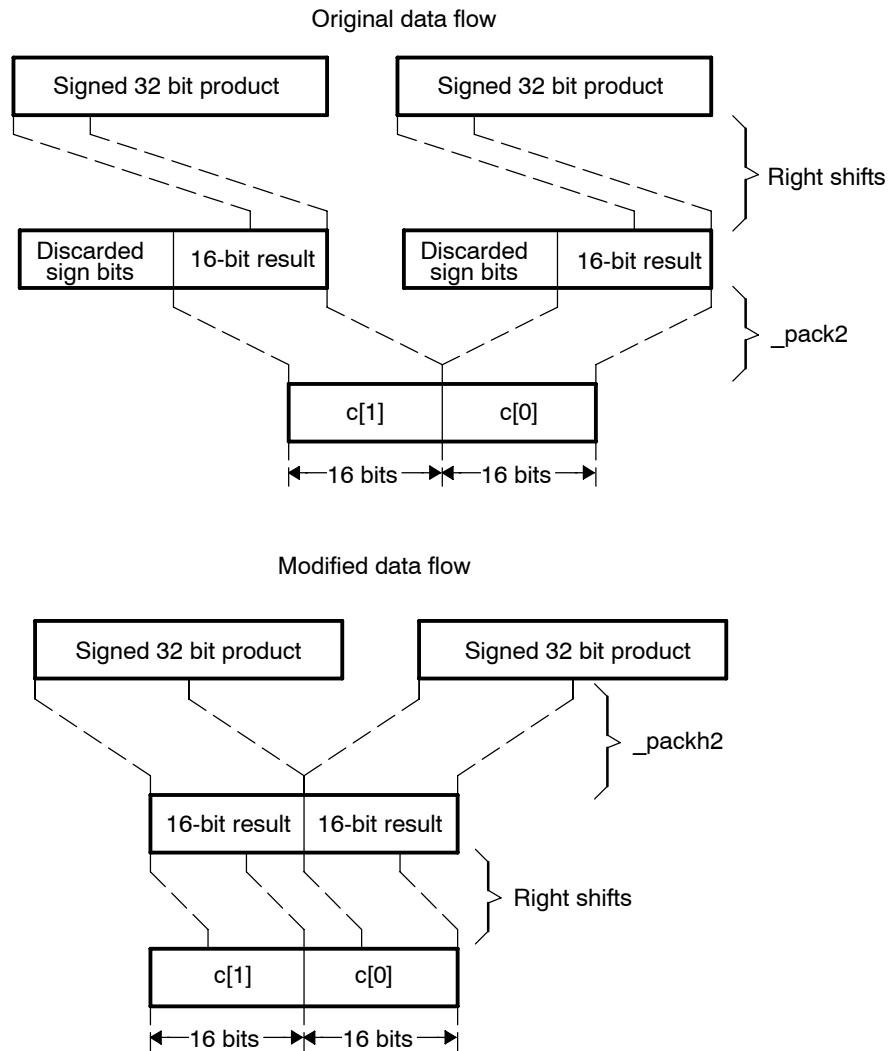 Original data flow
Signed 32 bit product
Signed 32 bit product
Right shifts
Discarded
sign bits
16-bit result
Discarded
sign bits
16-bit result
_pack2
c[1]
c[0]
16 bits
16 bits
Modified data flow
Signed 32 bit product
Signed 32 bit product
_packh2
16-bit result
16-bit result
Right shifts
c[1]
c[0]
16 bits
16 bits